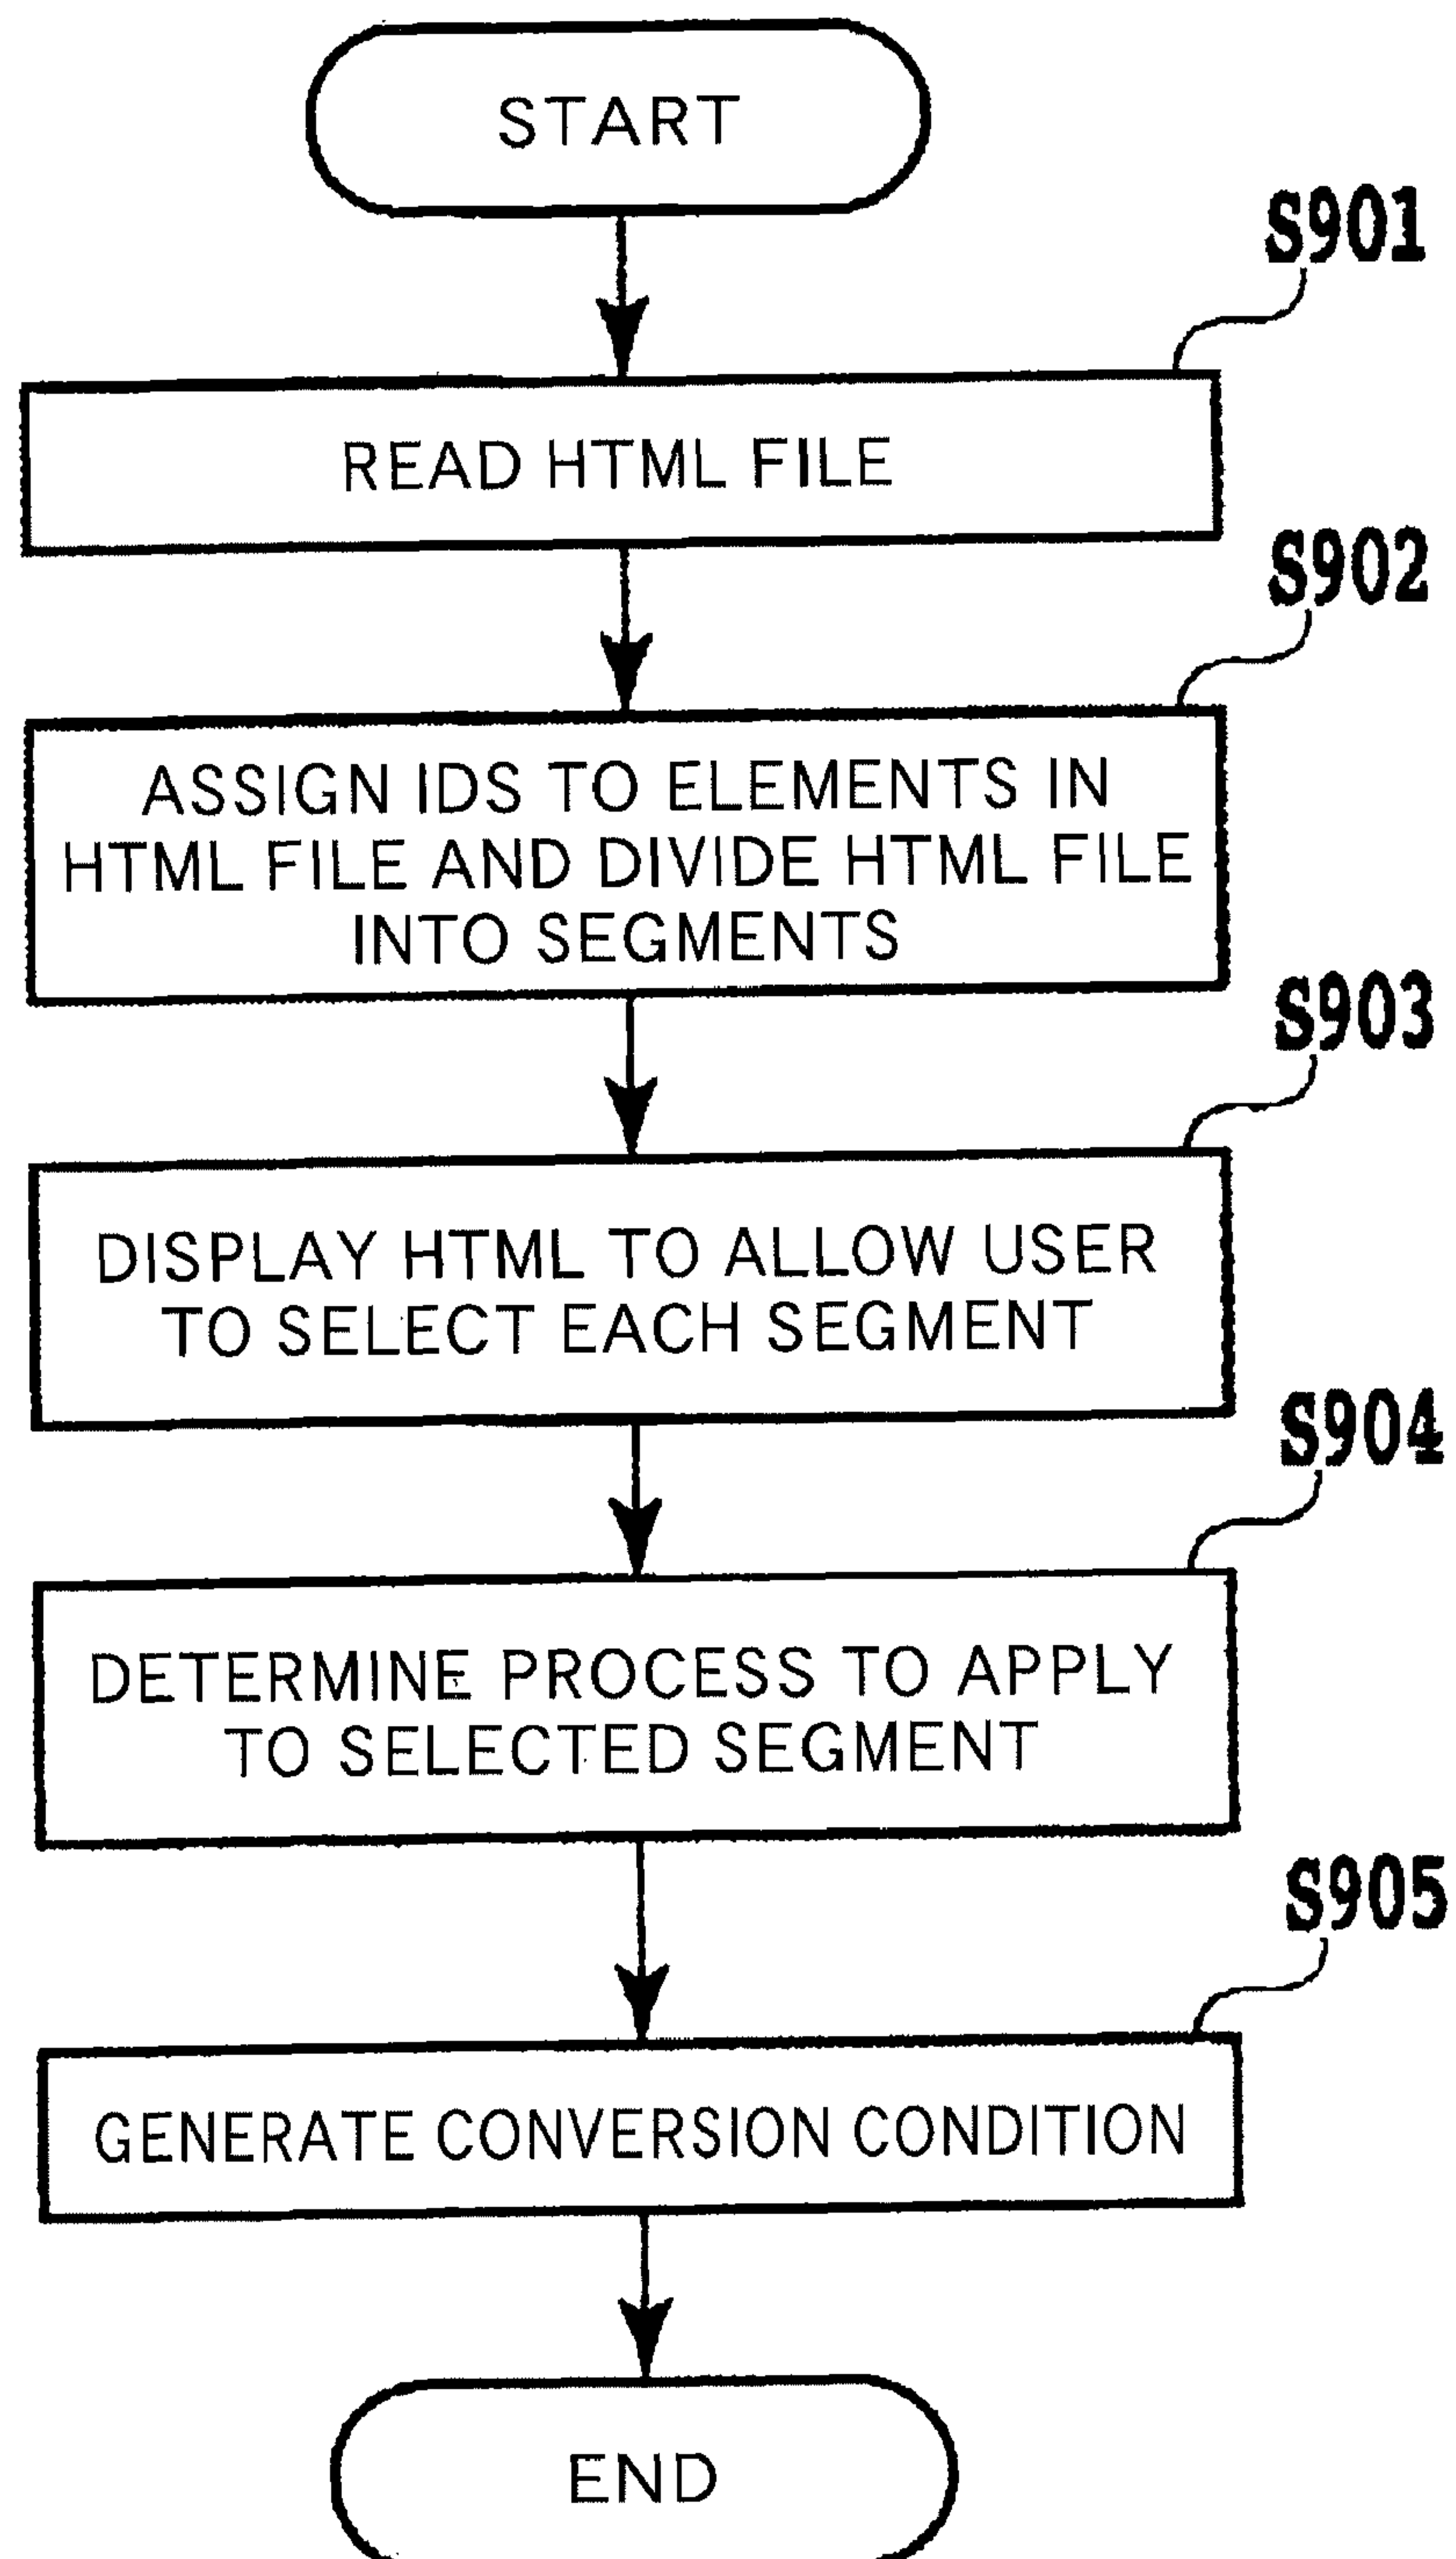 START
S901
READ HTML FILE
S902
ASSIGN IDS TO ELEMENTS IN
HTML FILE AND DIVIDE HTML FILE
INTO SEGMENTS
S903
DISPLAY HTML TO ALLOW USER
TO SELECT EACH SEGMENT
S904
DETERMINE PROCESS TO APPLY
TO SELECTED SEGMENT
S905
GENERATE CONVERSION CONDITION
END